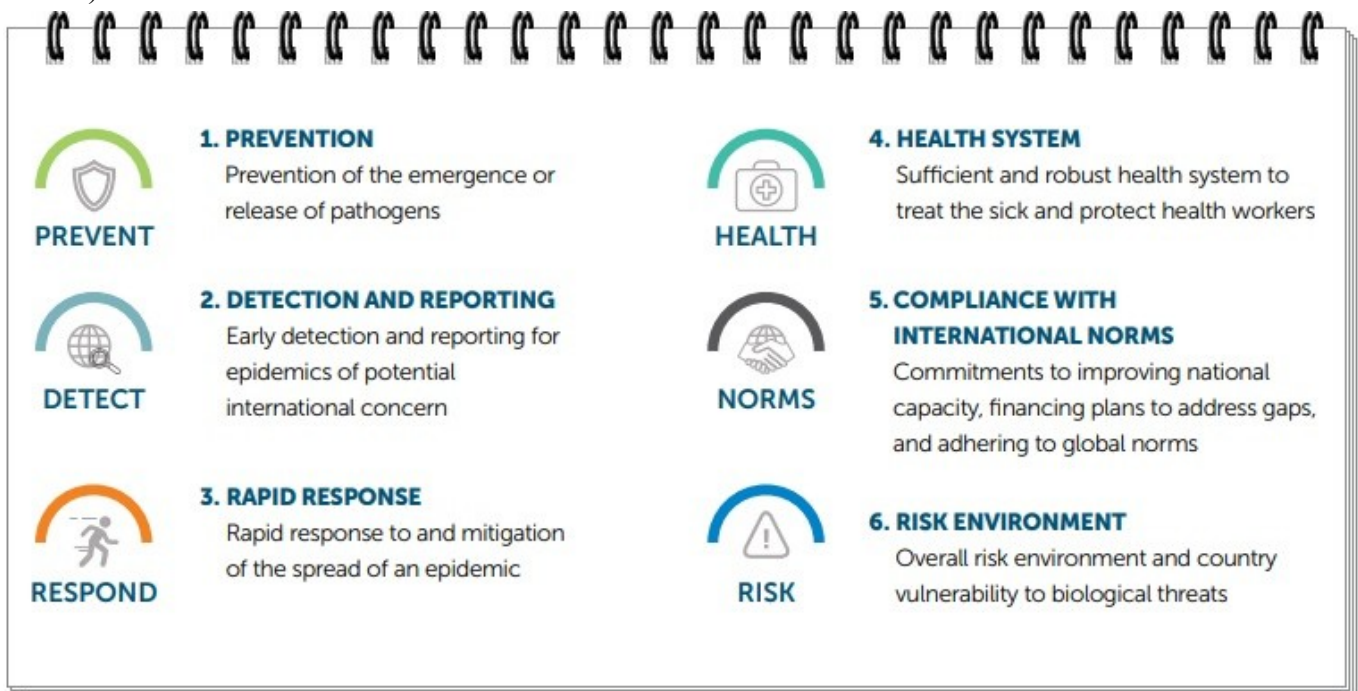 )
PREVENT
1. PREVENTION
Prevention of the emergence or
release of pathogens
DETECT
2. DETECTION AND REPORTING
Early detection and reporting for
epidemics of potential
international concern
RESPOND
3. RAPID RESPONSE
Rapid response to and mitigation
of the spread of an epidemic
HEALTH
4. HEALTH SYSTEM
Sufficient and robust health system to
treat the sick and protect health workers
NORMS
5. COMPLIANCE WITH
INTERNATIONAL NORMS
Commitments to improving national
capacity, financing plans to address gaps,
and adhering to global norms
RISK
6. RISK ENVIRONMENT
Overall risk environment and country
vulnerability to biological threats